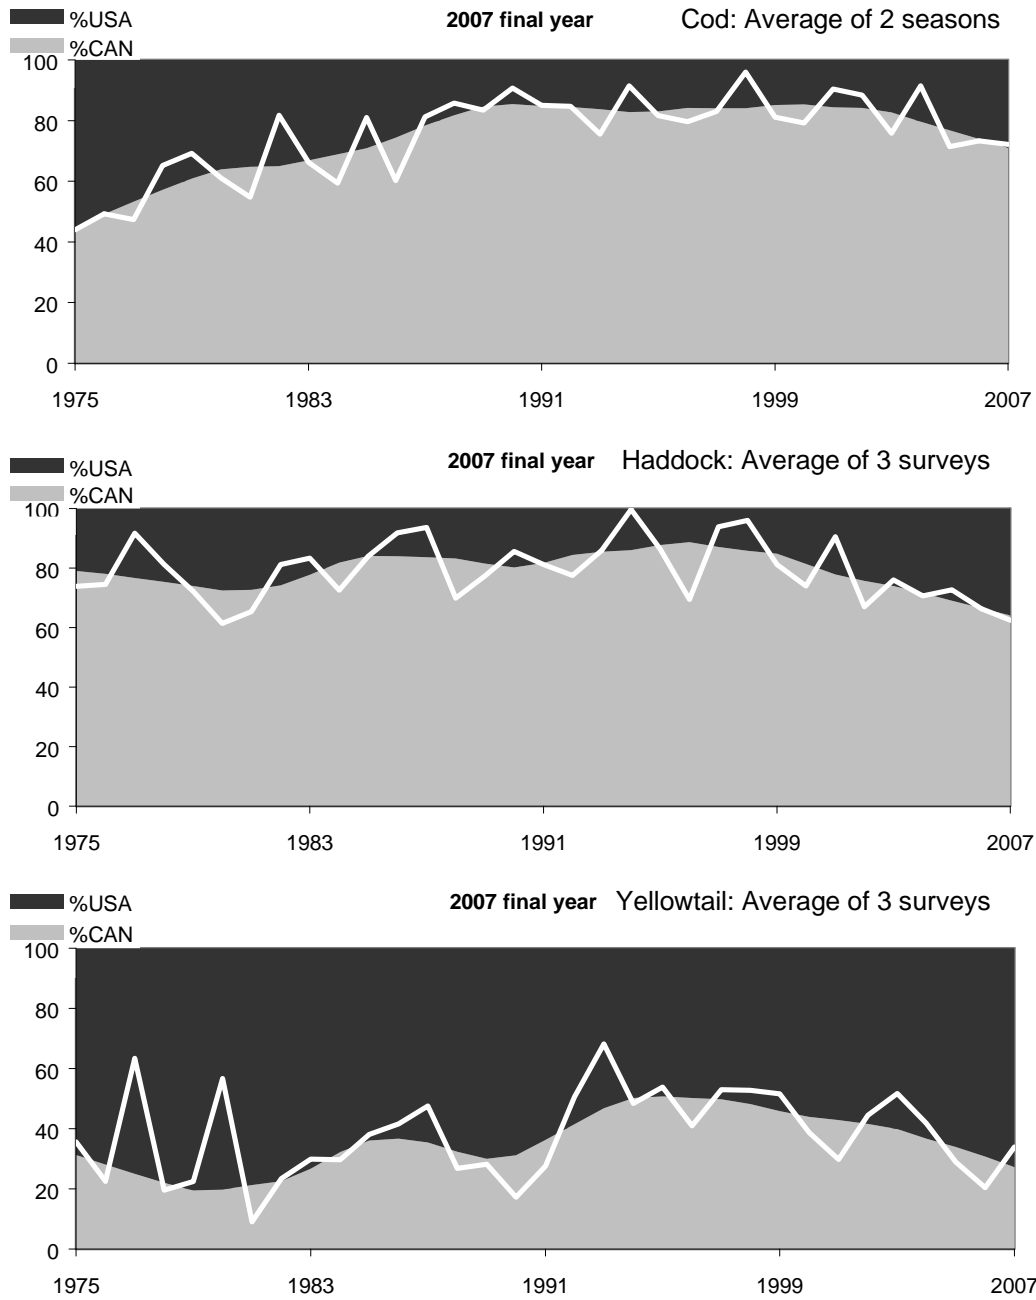 %USA
2007 final year
Cod: Average of 2 seasons
%CAN
100
80
60
40
20
0
1975 1983 1991 1999 2007
%USA
2007 final year
Haddock: Average of 3 surveys
%CAN
100
80
60
40
20
0
1975 1983 1991 1999 2007
%USA
2007 final year
Yellowtail: Average of 3 surveys
%CAN
100
80
60
40
20
0
1975 1983 1991 1999 2007